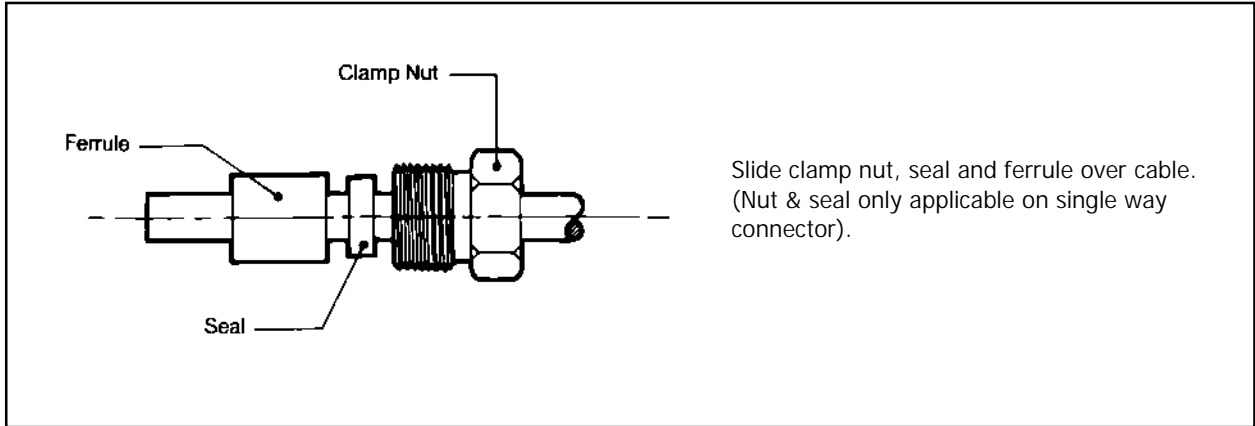 Clamp Nut
Ferrule
Slide clamp nut, seal and ferrule over cable.
(Nut & seal only applicable on single way
connector).
Seal